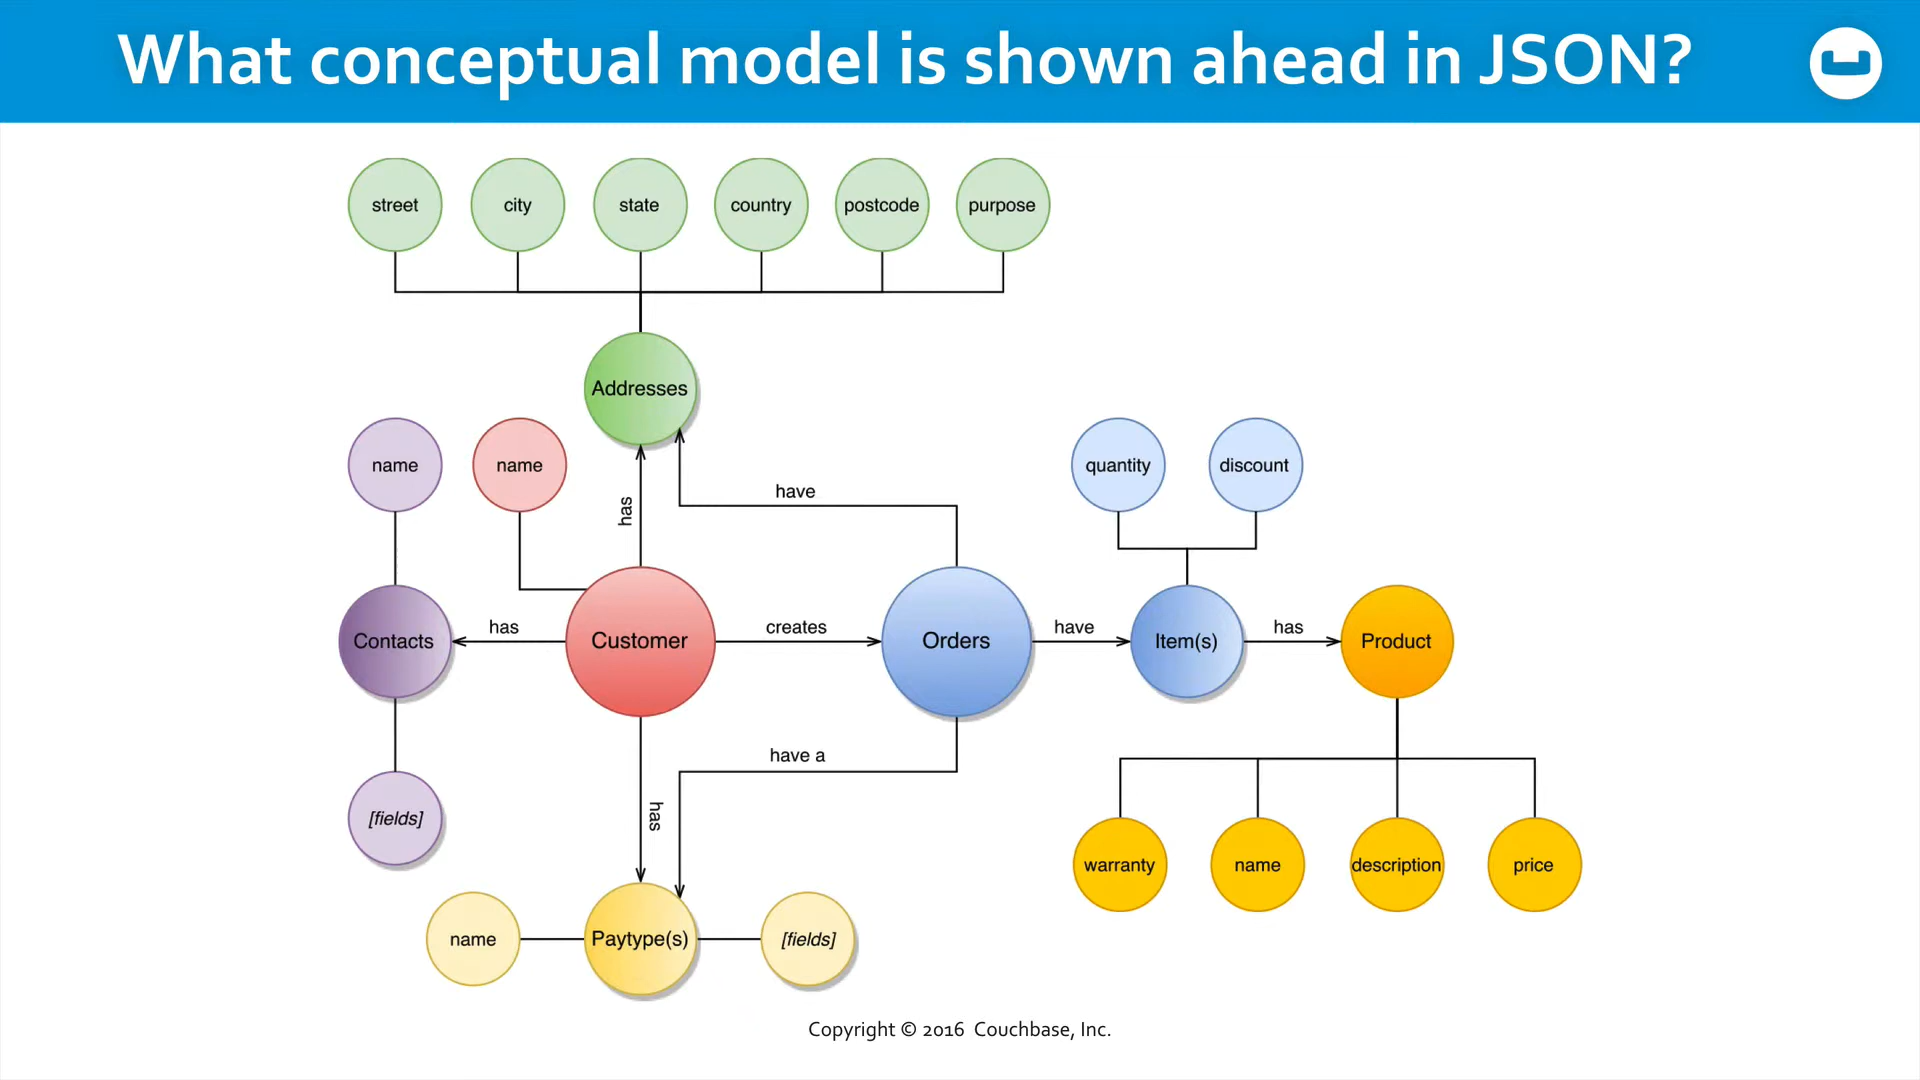 What conceptual model is shown ahead in JSON?
street
city
state
country
postcode
purpose
Addresses
name
name
quantity
discount
has
have
Contacts
has
Customer
creates
Orders
have
Item(s)
has
Product
have a
has
[fields]
warranty
name
description
price
name
Paytype(s)
[fields]
Copyright © 2016 Couchbase, Inc.